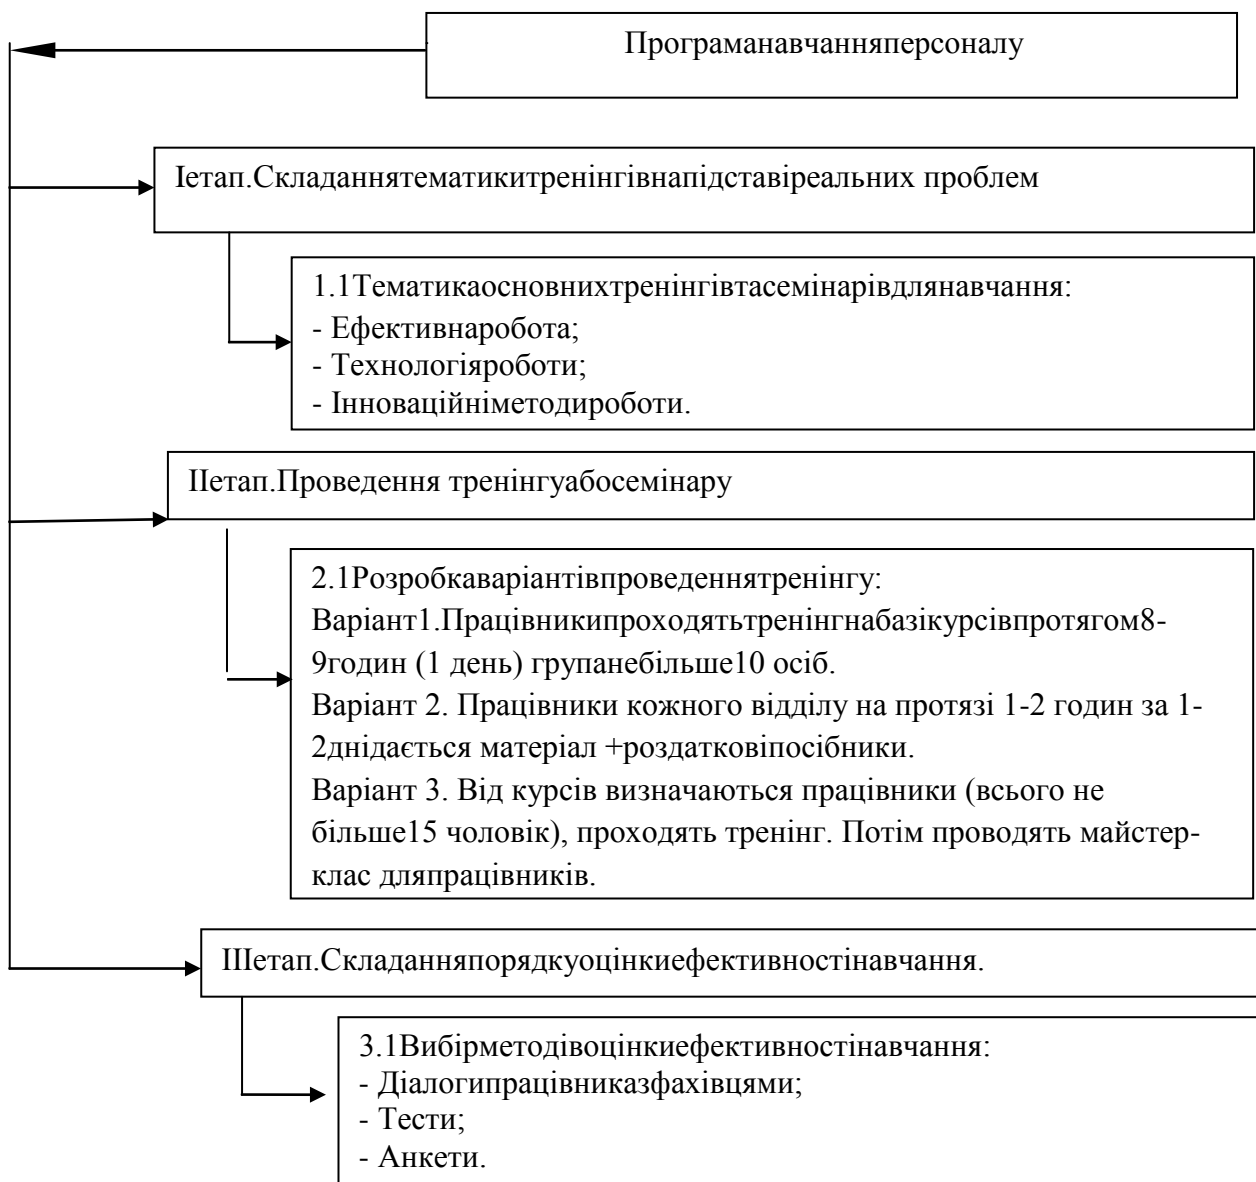 Програманавчанняперсоналу
Іетап.Складаннятематикитренінгівнапідставіреальних проблем
1.1Тематикаосновнихтренінгівтасемінарівдлянавчання:
- Ефективнаробота;
- Технологіяроботи;
- Інноваційніметодироботи.
ІІетап.Проведення тренінгуабосемінару
2.1Розробкаваріантівпроведеннятренінгу:
Варіант1.Працівникипроходятьтренінгнабазікурсівпротягом8-
9годин (1 день) групанебільше10 осіб.
Варіант 2. Працівники кожного відділу на протязі 1-2 годин за 1-
2днідається матеріал +роздатковіпосібники.
Варіант 3. Від курсів визначаються працівники (всього не
більше15 чоловік), проходять тренінг. Потім проводять майстер-
клас дляпрацівників.
ІІІетап.Складанняпорядкуоцінкиефективностінавчання.
3.1Вибірметодівоцінкиефективностінавчання:
- Діалогипрацівниказфахівцями;
- Тести;
- Анкети.